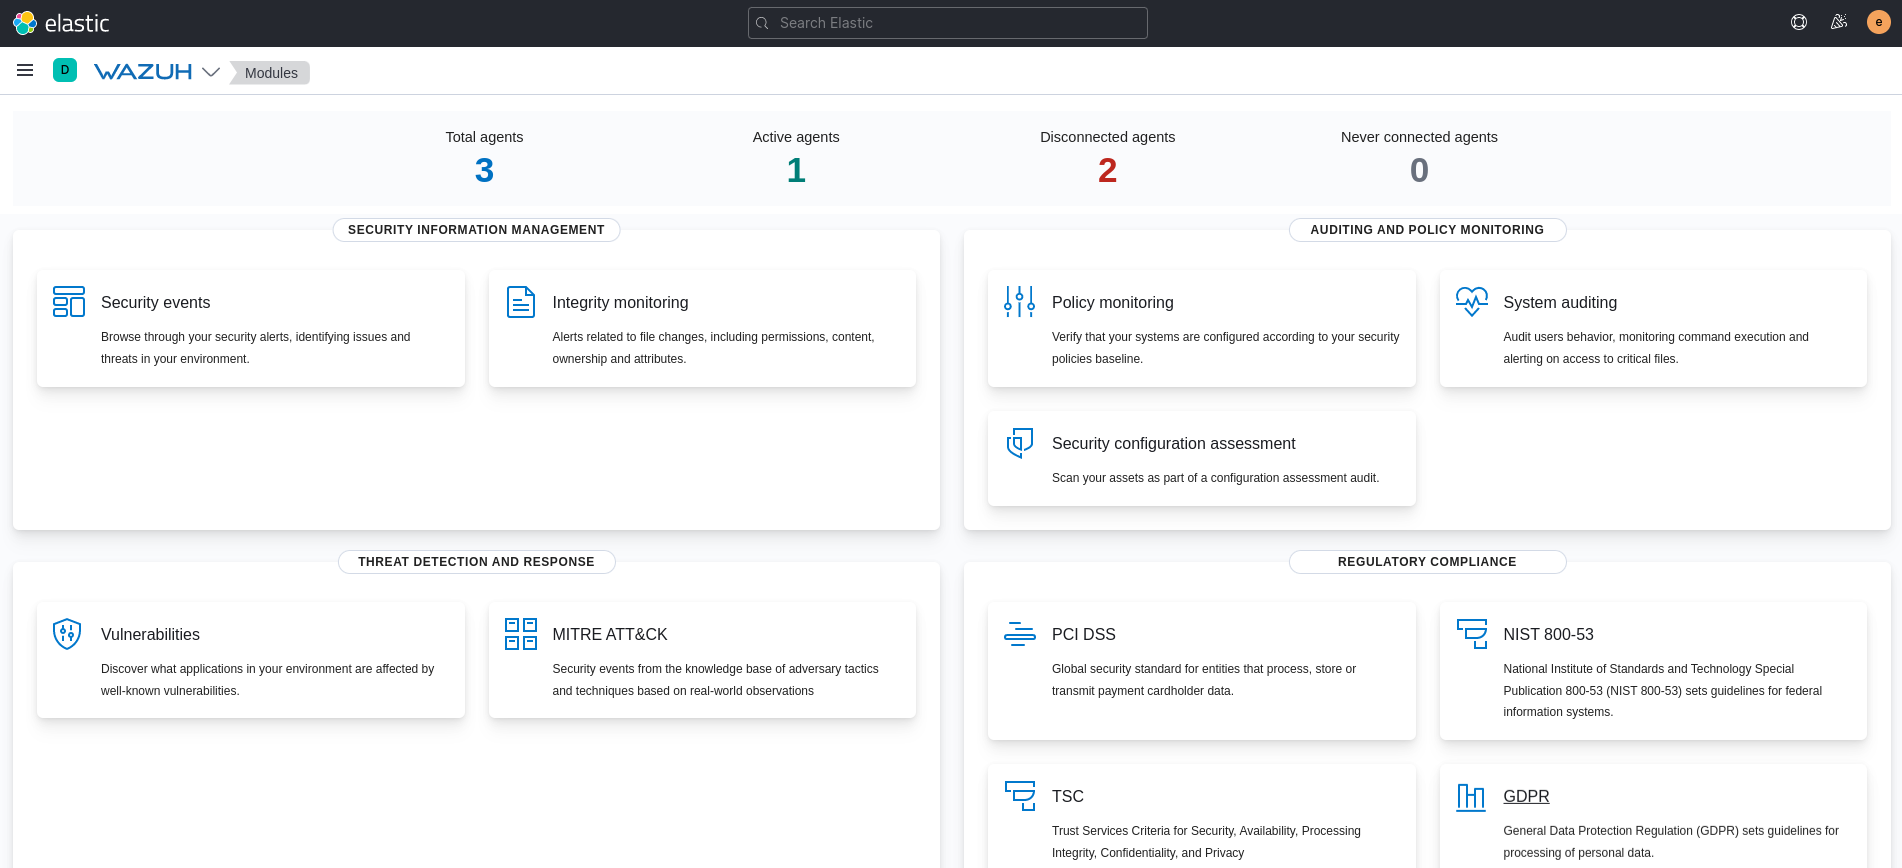 elastic
Search Elastic
e
D
WAZUH
Modules
Total agents
3
Active agents
1
Disconnected agents
2
Never connected agents
0
SECURITY INFORMATION MANAGEMENT
Security events
Browse through your security alerts, identifying issues and
threats in your environment.
Integrity monitoring
Alerts related to file changes, including permissions, content,
ownership and attributes.
AUDITING AND POLICY MONITORING
Policy monitoring
Verify that your systems are configured according to your security
policies baseline.
System auditing
Audit users behavior, monitoring command execution and
alerting on access to critical files.
Security configuration assessment
Scan your assets as part of a configuration assessment audit.
THREAT DETECTION AND RESPONSE
Vulnerabilities
Discover what applications in your environment are affected by
well-known vulnerabilities.
MITRE ATT&CK
Security events from the knowledge base of adversary tactics
and techniques based on real-world observations
REGULATORY COMPLIANCE
PCI DSS
Global security standard for entities that process, store or
transmit payment cardholder data.
NIST 800-53
National Institute of Standards and Technology Special
Publication 800-53 (NIST 800-53) sets guidelines for federal
information systems.
TSC
Trust Services Criteria for Security, Availability, Processing
Integrity, Confidentiality, and Privacy
GDPR
General Data Protection Regulation (GDPR) sets guidelines for
processing of personal data.